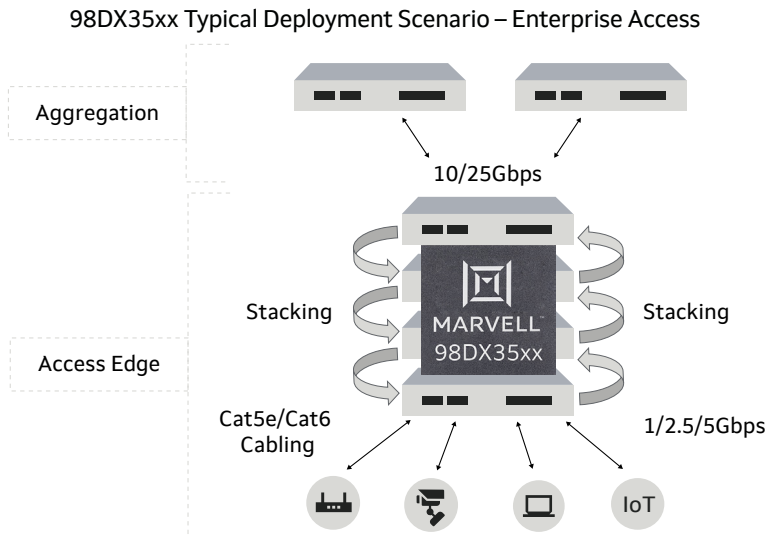 98DX35xx Typical Deployment Scenario – Enterprise Access
Aggregation
10/25Gbps
MARVELL™
98DX35xx
Stacking
Stacking
Access Edge
Cat5e/Cat6
Cabling
1/2.5/5Gbps
IoT